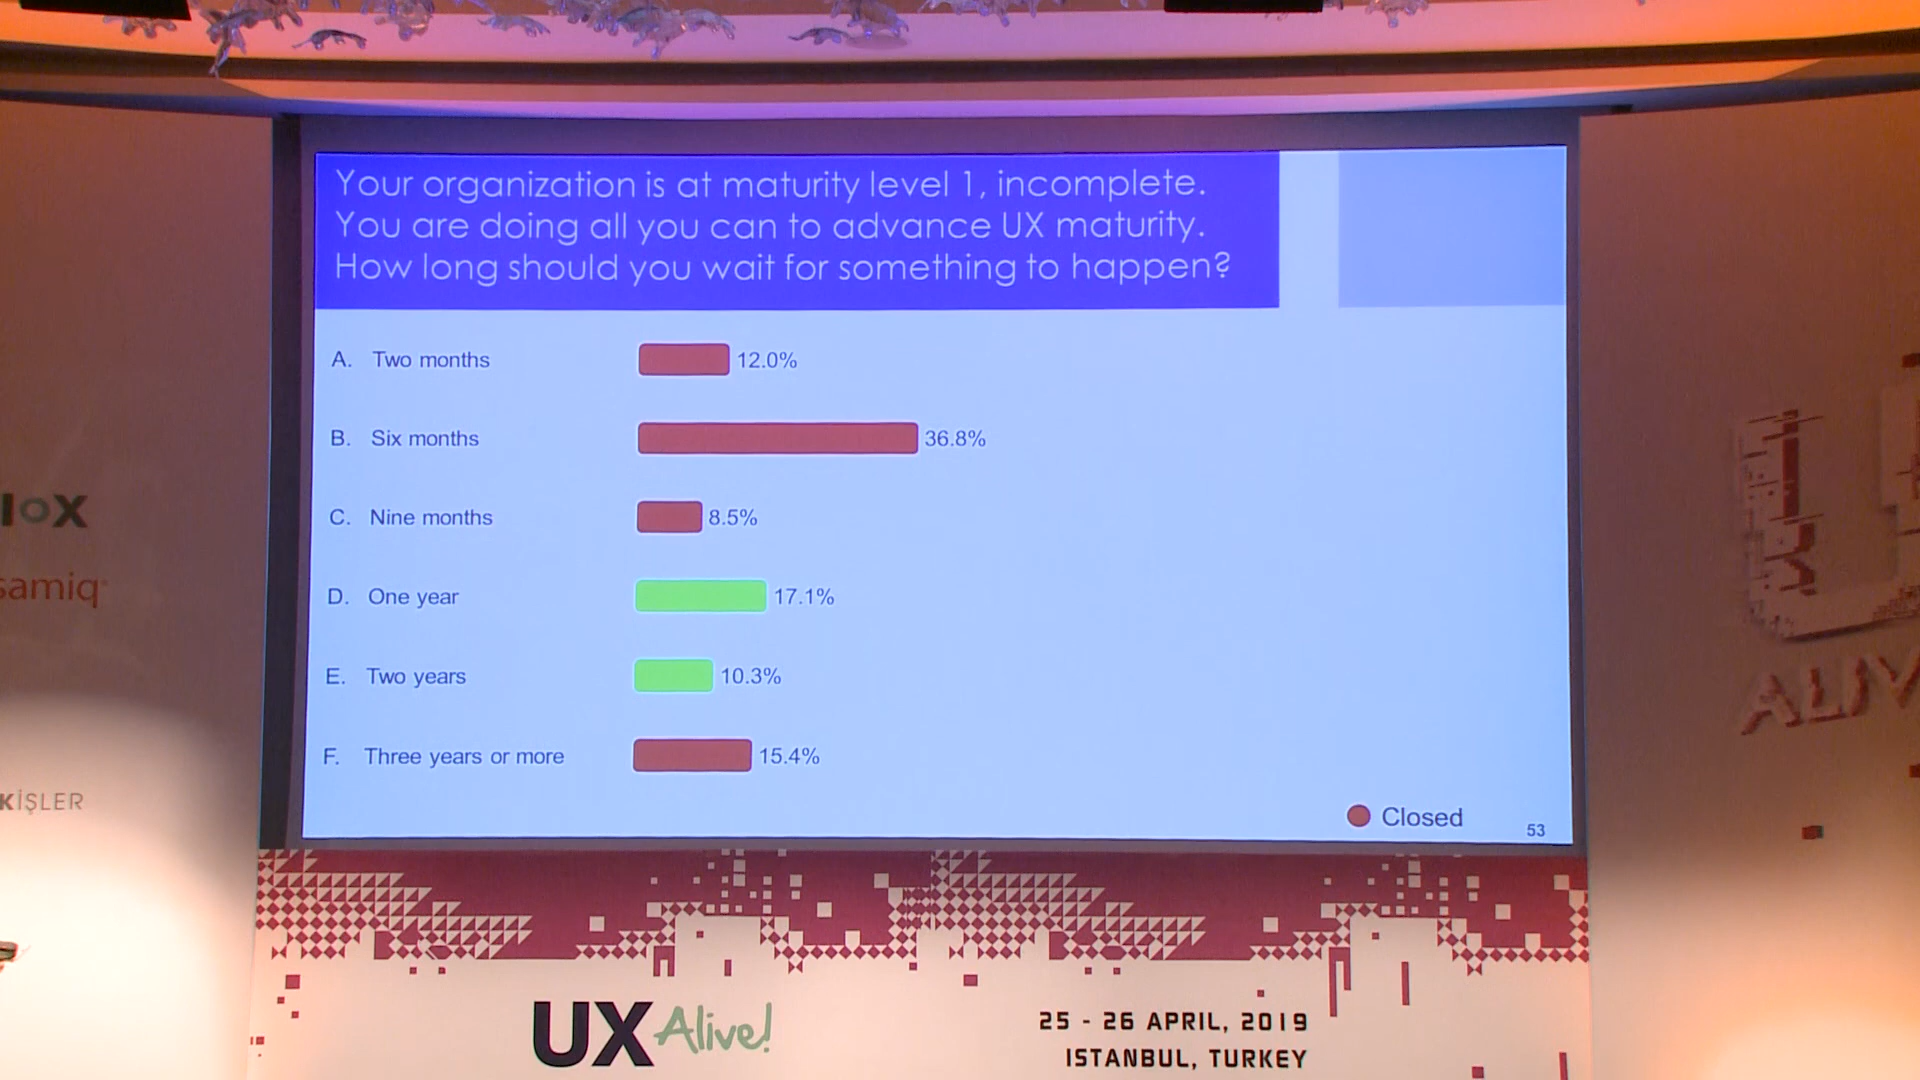 Your organization is at maturity level 1, incomplete.
You are doing all you can to advance UX maturity.
How long should you wait for something to happen?
A. Two months 12.0%
B. Six months 36.8%
C. Nine months 8.5%
D. One year 17.1%
E. Two years 10.3%
F. Three years or more 15.4%
Closed
53
samiq
KİŞLER
ALIV
UX Alive!
25 - 26 APRIL, 2019
ISTANBUL, TURKEY